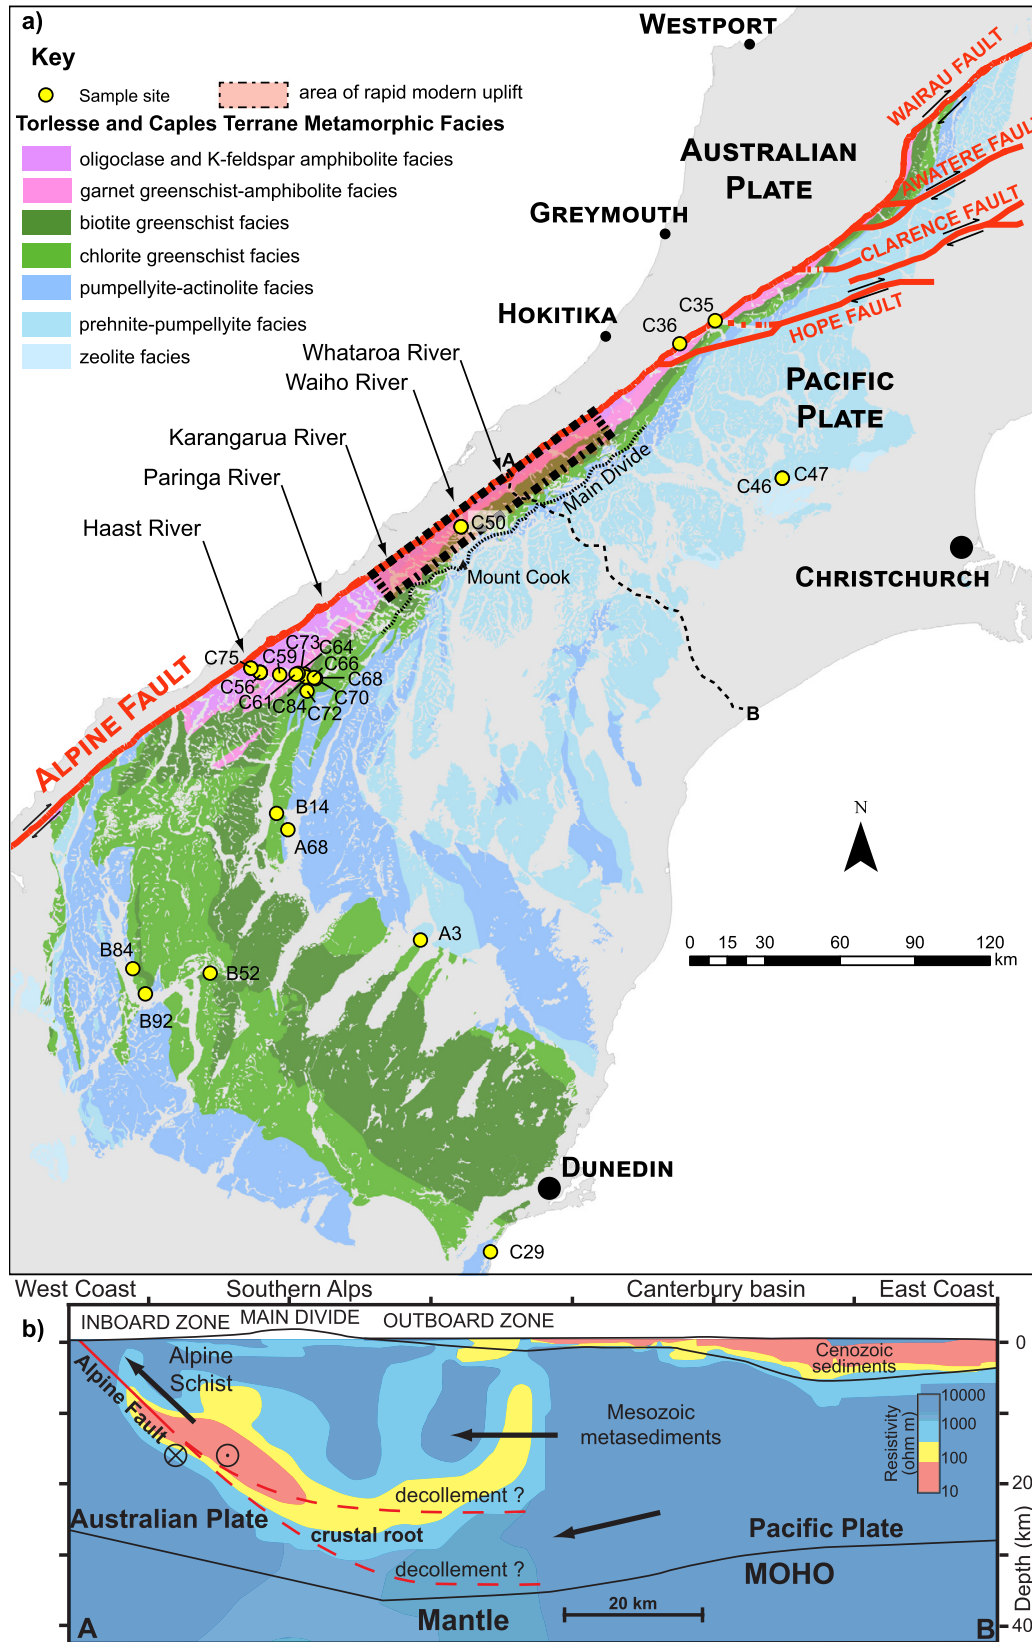 a)
WESTPORT
Key
Sample site
area of rapid modern uplift
Torlesse and Caples Terrane Metamorphic Facies
oligoclase and K-feldspar amphibolite facies
garnet greenschist-amphibolite facies
biotite greenschist facies
chlorite greenschist facies
pumpellyite-actinolite facies
prehnite-pumpellyite facies
zeolite facies
WAIRAU FAULT
AUSTRALIAN
PLATE
AWATERE FAULT
GREYMOUTH
CLARENCE FAULT
HOKITIKA
C35
C36
HOPE FAULT
Whataroa River
Waiho River
PACIFIC
PLATE
Karangarua River
A
Main Divide
Paringa River
C46
C47
Haast River
C50
Mount Cook
CHRISTCHURCH
C73
C64
C75
C59
C66
C56
C68
C61
C84
C70
C72
B
ALPINE FAULT
B14
A68
N
A3
0 15 30 60 90 120
km
B84
B52
B92
DUNEDIN
C29
West Coast
Southern Alps
Canterbury basin
East Coast
b)
INBOARD ZONE
MAIN DIVIDE
OUTBOARD ZONE
0
Alpine
Schist
Cenozoic
sediments
Alpine Fault
Mesozoic
metasediments
Resistivity
(ohm m)
10000
1000
100
10
20
decollement ?
Australian Plate
crustal root
Pacific Plate
decollement ?
MOHO
Depth (km)
20 km
Mantle
A
B
40